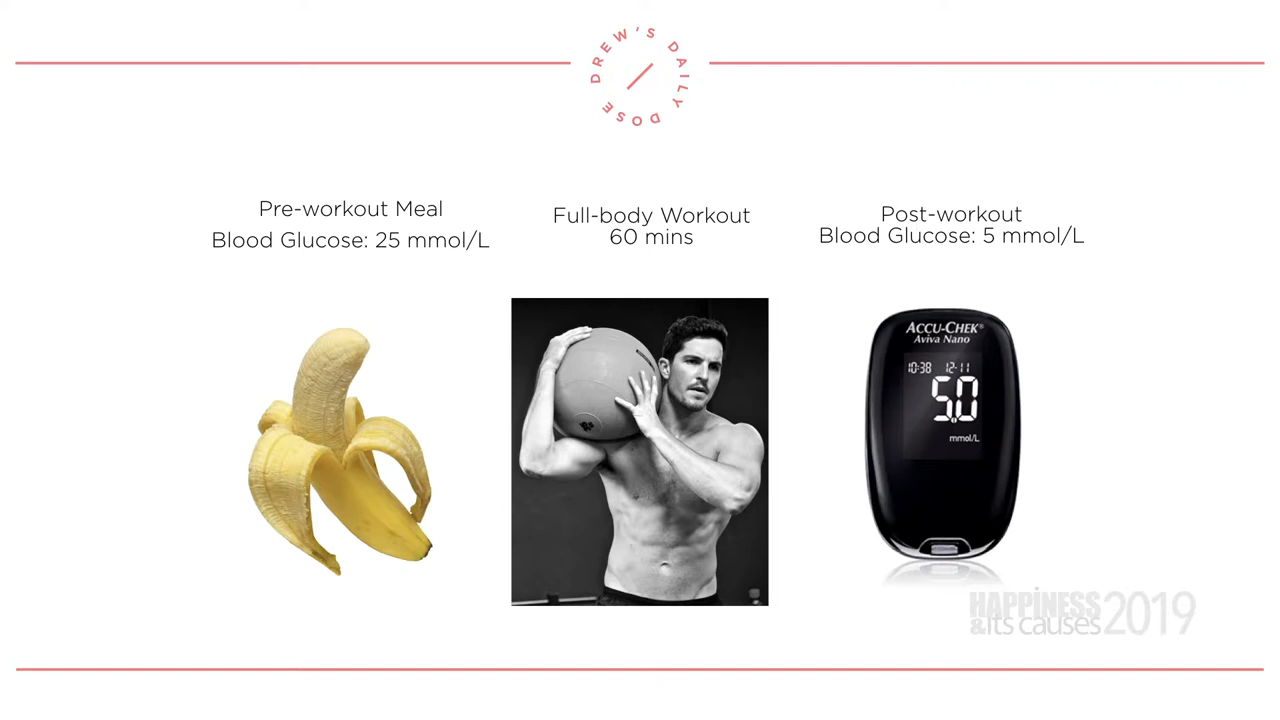 DREW'S DAILY DOSE
Pre-workout Meal
Blood Glucose: 25 mmol/L
Full-body Workout
60 mins
Post-workout
Blood Glucose: 5 mmol/L
ACCU-CHEK®
Aviva Nano
10:38 12-11
5.0
mmol/L
HAPPINESS
&its causes 2019